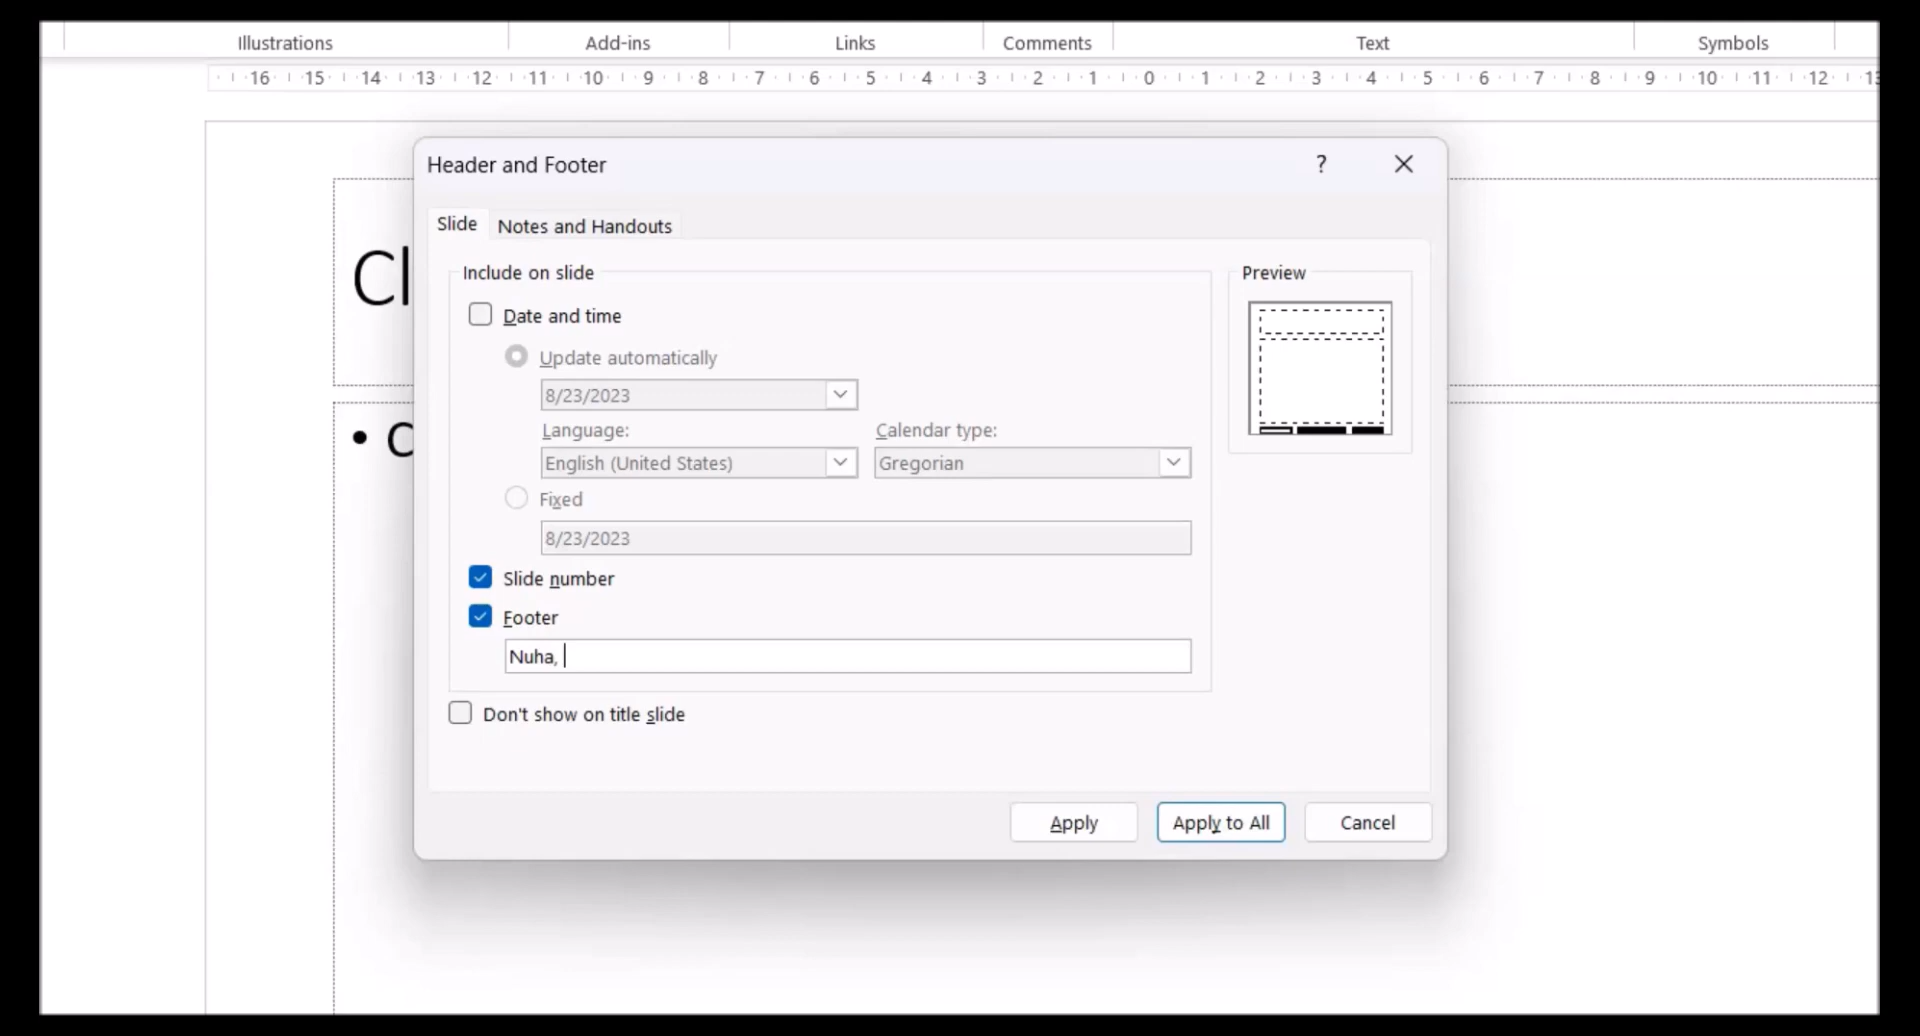 Illustrations Add-ins Links Comments Text Symbols
16 15 14 13 12 11 10 9 8 7 6 5 4 3 2 1 0 1 2 3 4 5 6 7 8 9 10 11 12 13
Header and Footer ?
Slide Notes and Handouts
Include on slide Preview
Date and time
Cl
Update automatically
8/23/2023
Language: Calendar type:
• C
English (United States) Gregorian
Fixed
8/23/2023
Slide number
Footer
Nuha,
Don't show on title slide
Apply Apply to All Cancel